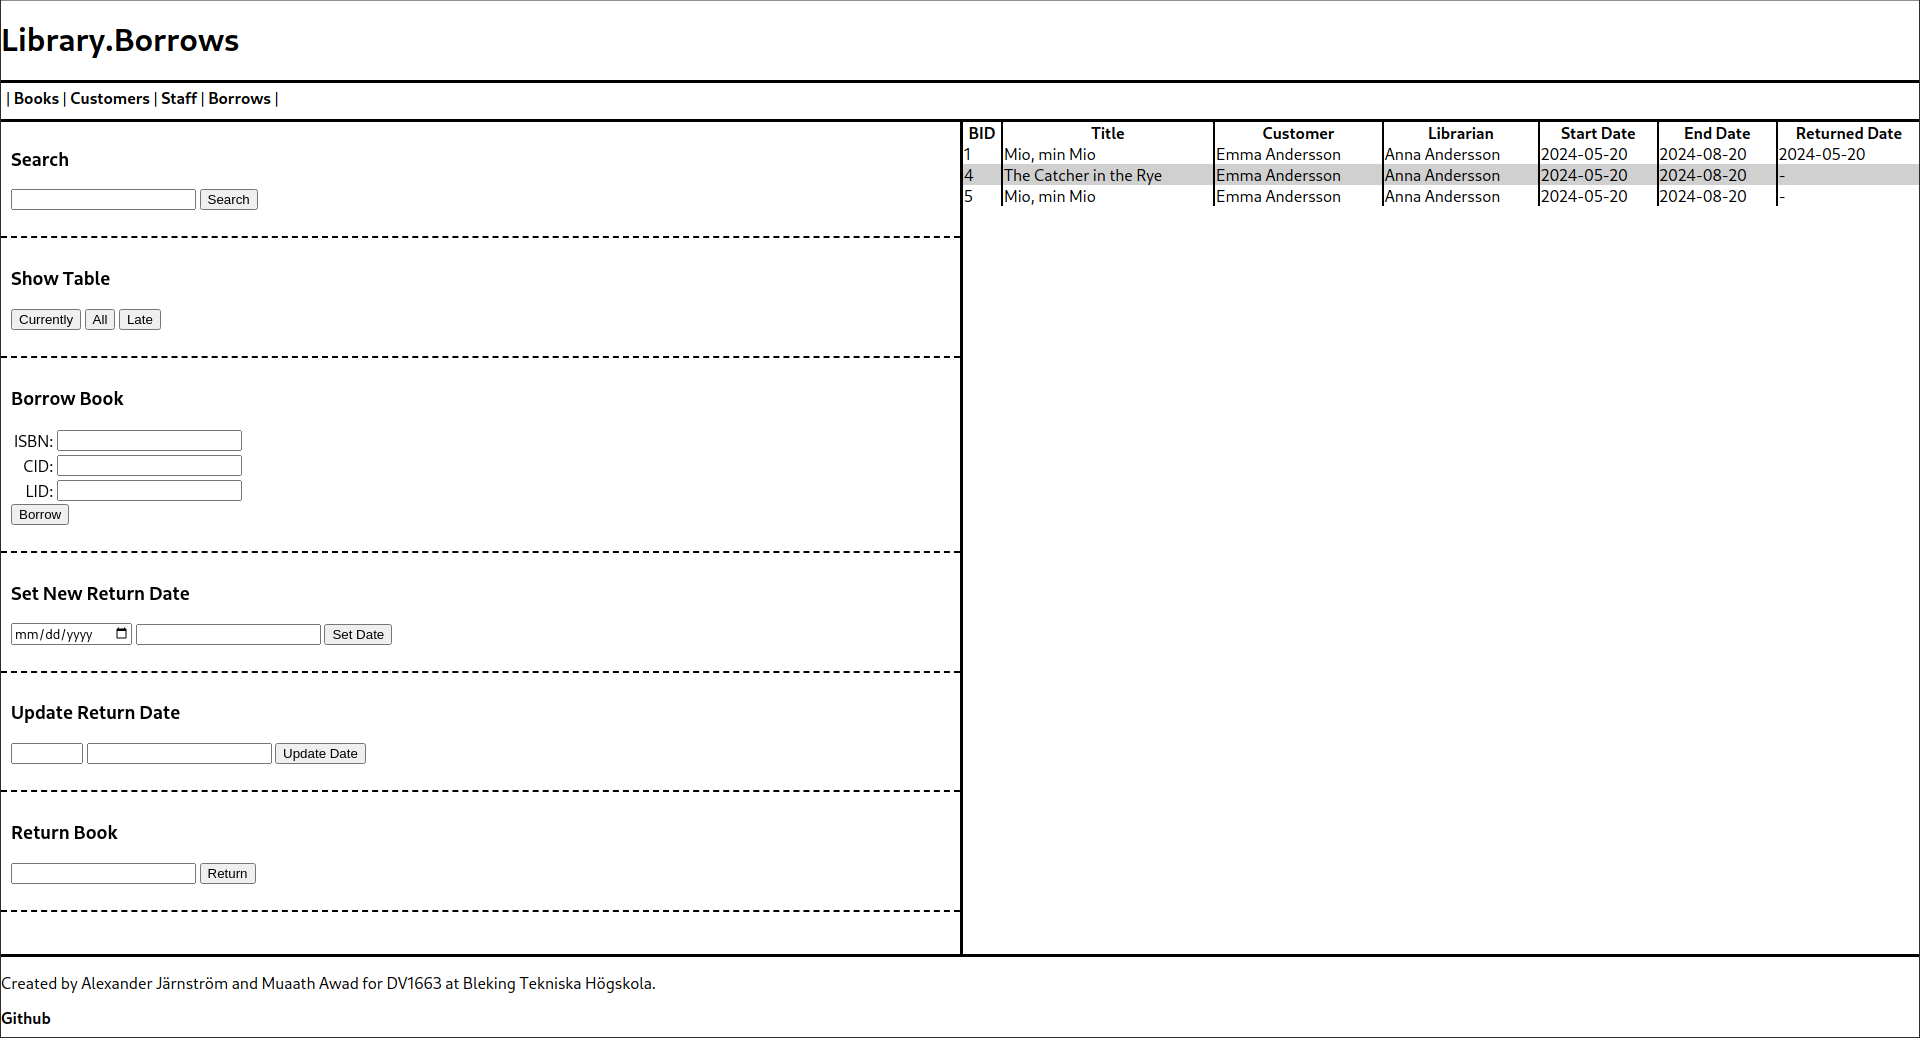 Library.Borrows
| Books | Customers | Staff | Borrows |
Search
Search
Show Table
Currently All Late
Borrow Book
ISBN:
CID:
LID:
Borrow
Set New Return Date
mm/dd/yyyy Set Date
Update Return Date
Update Date
Return Book
Return
BID Title Customer Librarian Start Date End Date Returned Date
1 Mio, min Mio Emma Andersson Anna Andersson 2024-05-20 2024-08-20 2024-05-20
4 The Catcher in the Rye Emma Andersson Anna Andersson 2024-05-20 2024-08-20 -
5 Mio, min Mio Emma Andersson Anna Andersson 2024-05-20 2024-08-20 -
Created by Alexander Järnström and Muaath Awad for DV1663 at Bleking Tekniska Högskola.
Github